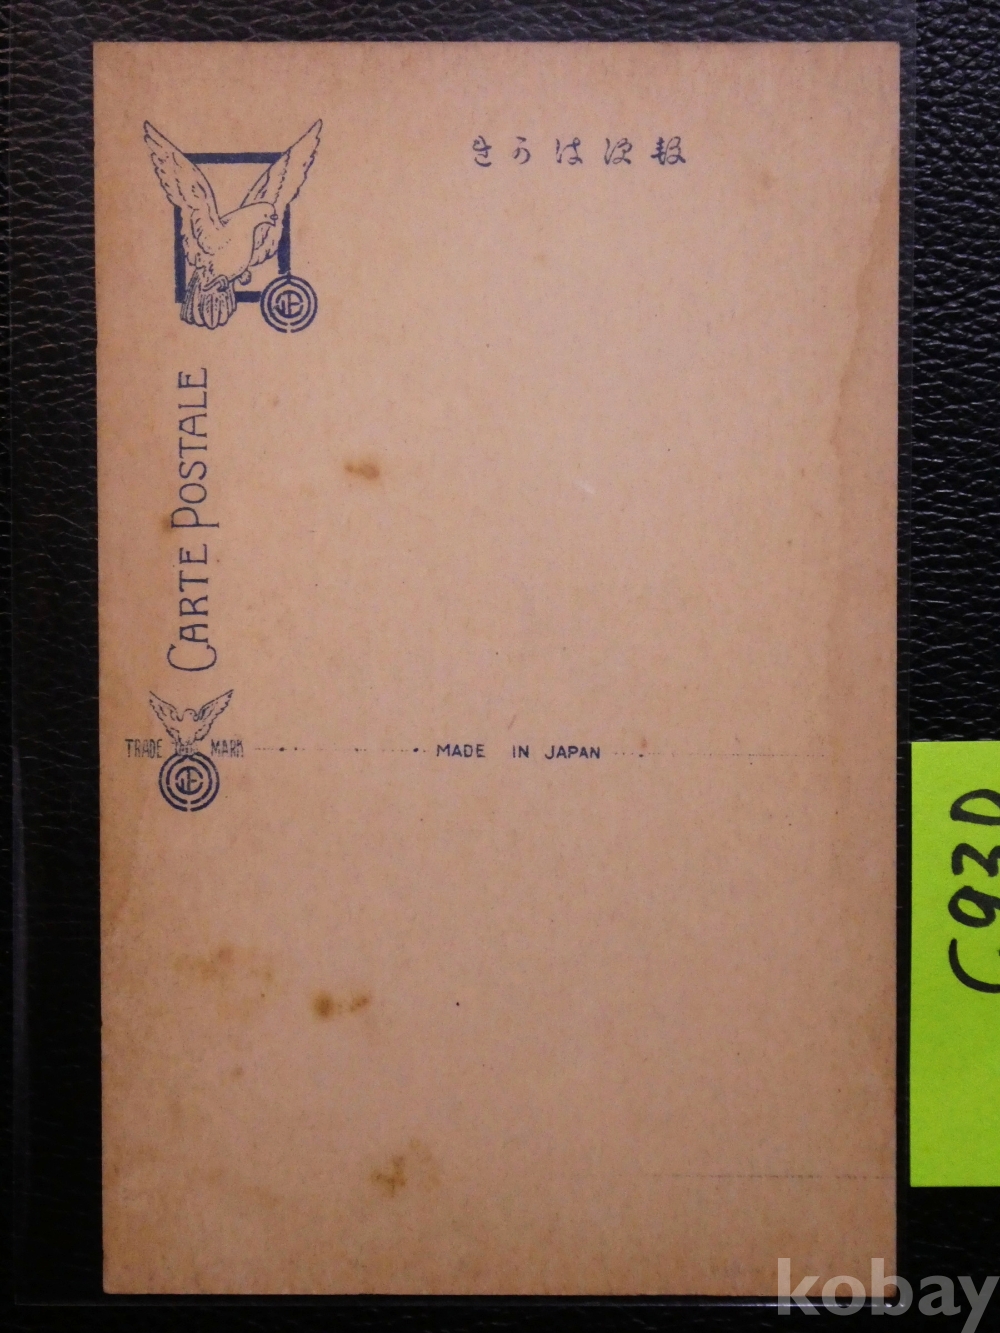 きかは便郵
CARTE POSTALE
TRADE MARK
MADE IN JAPAN
C93D
kobay